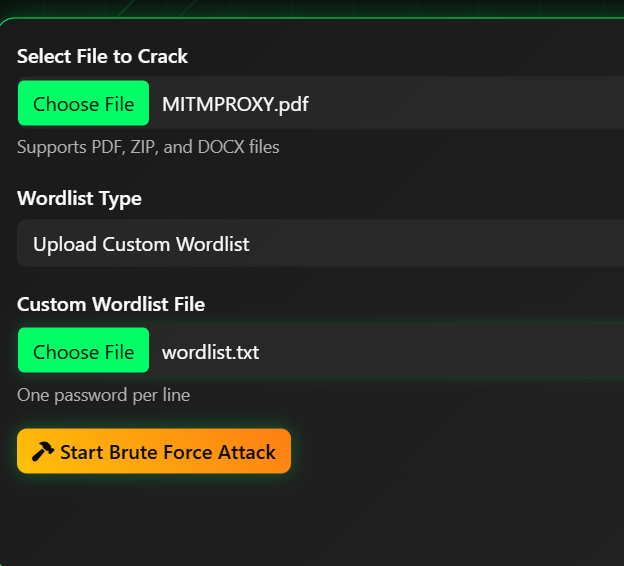 Select File to Crack
Choose File MITMPROXY.pdf
Supports PDF, ZIP, and DOCX files
Wordlist Type
Upload Custom Wordlist
Custom Wordlist File
Choose File wordlist.txt
One password per line
Start Brute Force Attack